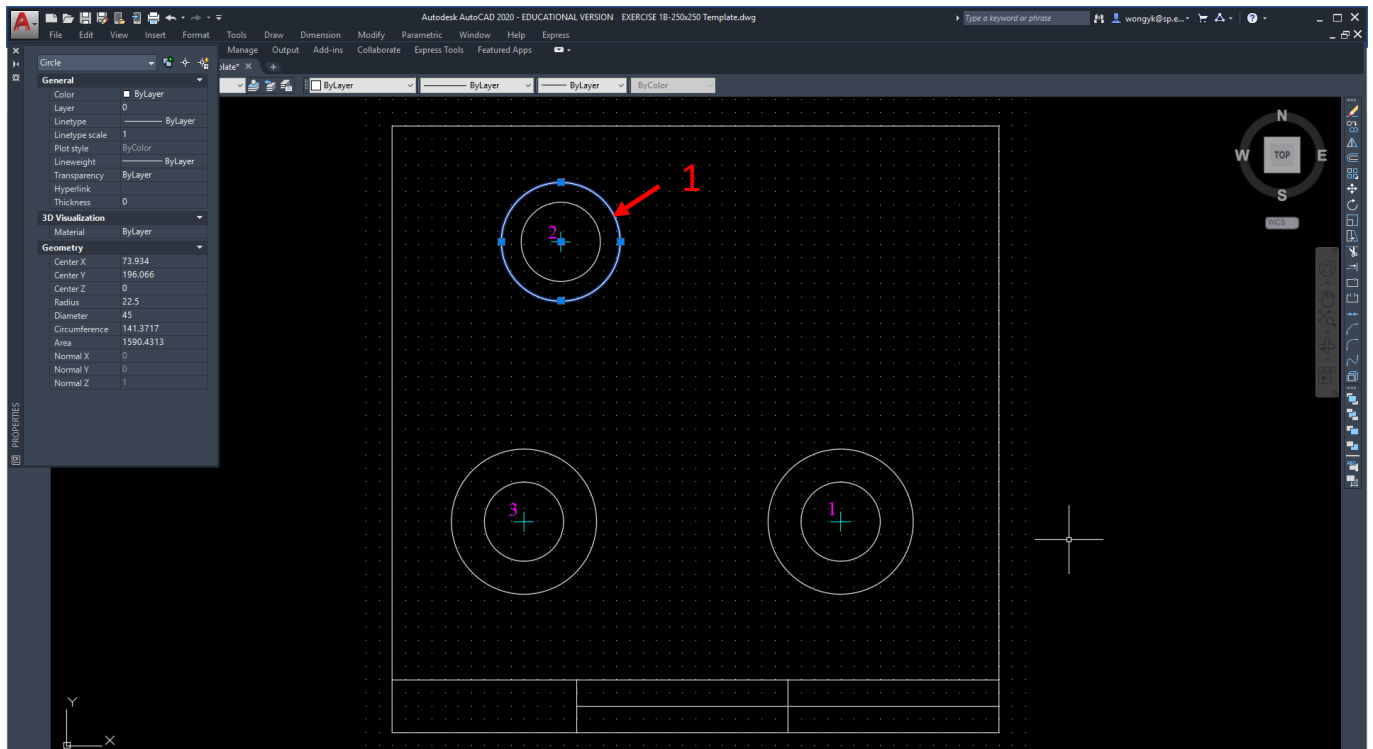 Autodesk AutoCAD 2020 - EDUCATIONAL VERSION EXERCISE 1B-250x250 Template.dwg
Type a keyword or phrase
wongyk@sp.e...
File Edit View Insert Format Tools Draw Dimension Modify Parametric Window Help Express
Manage Output Add-ins Collaborate Express Tools Featured Apps
plate*
Circle
ByLayer ByLayer ByLayer ByColor
General
Color ByLayer
Layer 0
Linetype ByLayer
Linetype scale 1
Plot style ByColor
Lineweight ByLayer
Transparency ByLayer
Hyperlink
Thickness 0
3D Visualization
Material ByLayer
Geometry
Center X 73.934
Center Y 196.066
Center Z 0
Radius 22.5
Diameter 45
Circumference 141.3717
Area 1590.4313
Normal X 0
Normal Y 0
Normal Z 1
PROPERTIES
1
2
3
1
N
W TOP E
S
WCS
Y
X